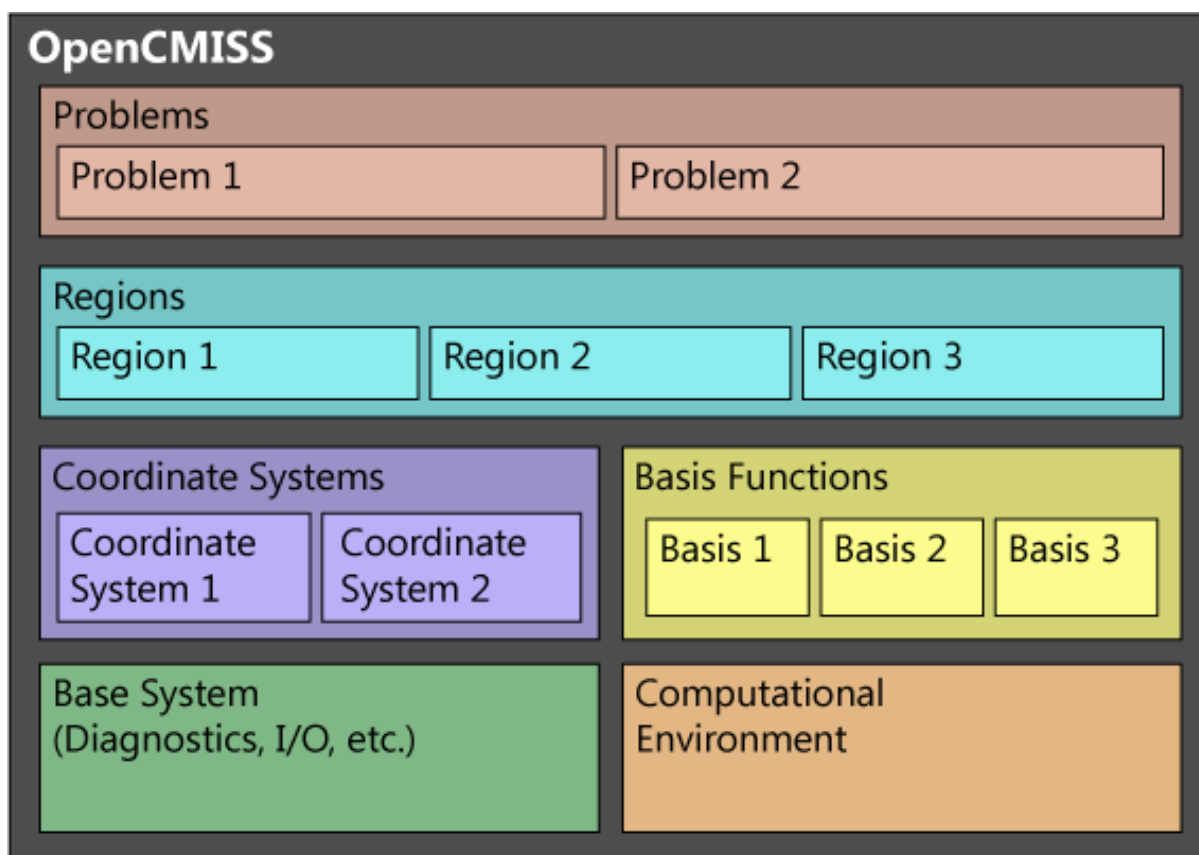 OpenCMISS
Problems
Problem 1
Problem 2
Regions
Region 1
Region 2
Region 3
Coordinate Systems
Coordinate
System 1
Coordinate
System 2
Basis Functions
Basis 1
Basis 2
Basis 3
Base System
(Diagnostics, I/O, etc.)
Computational
Environment